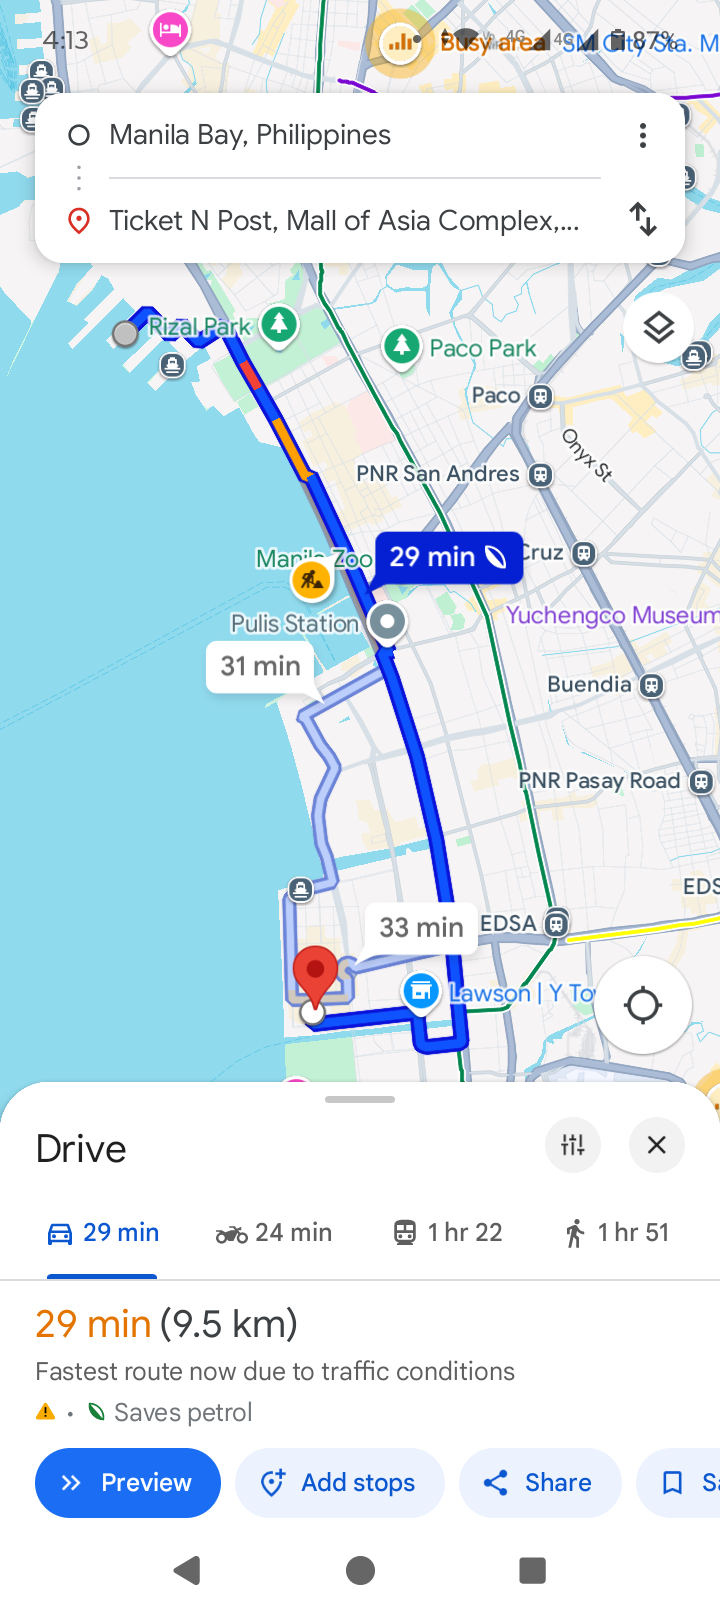 4:13
87%
Busy area
SM City Sta. M
Manila Bay, Philippines
Ticket N Post, Mall of Asia Complex,...
Rizal Park
Paco Park
Paco
Onyx St
PNR San Andres
Manila Zoo
29 min
Cruz
Pulis Station
Yuchengco Museum
31 min
Buendia
PNR Pasay Road
EDS
33 min
EDSA
Lawson | Y To
Drive
29 min
24 min
1 hr 22
1 hr 51
29 min (9.5 km)
Fastest route now due to traffic conditions
Saves petrol
Preview
Add stops
Share
Sa